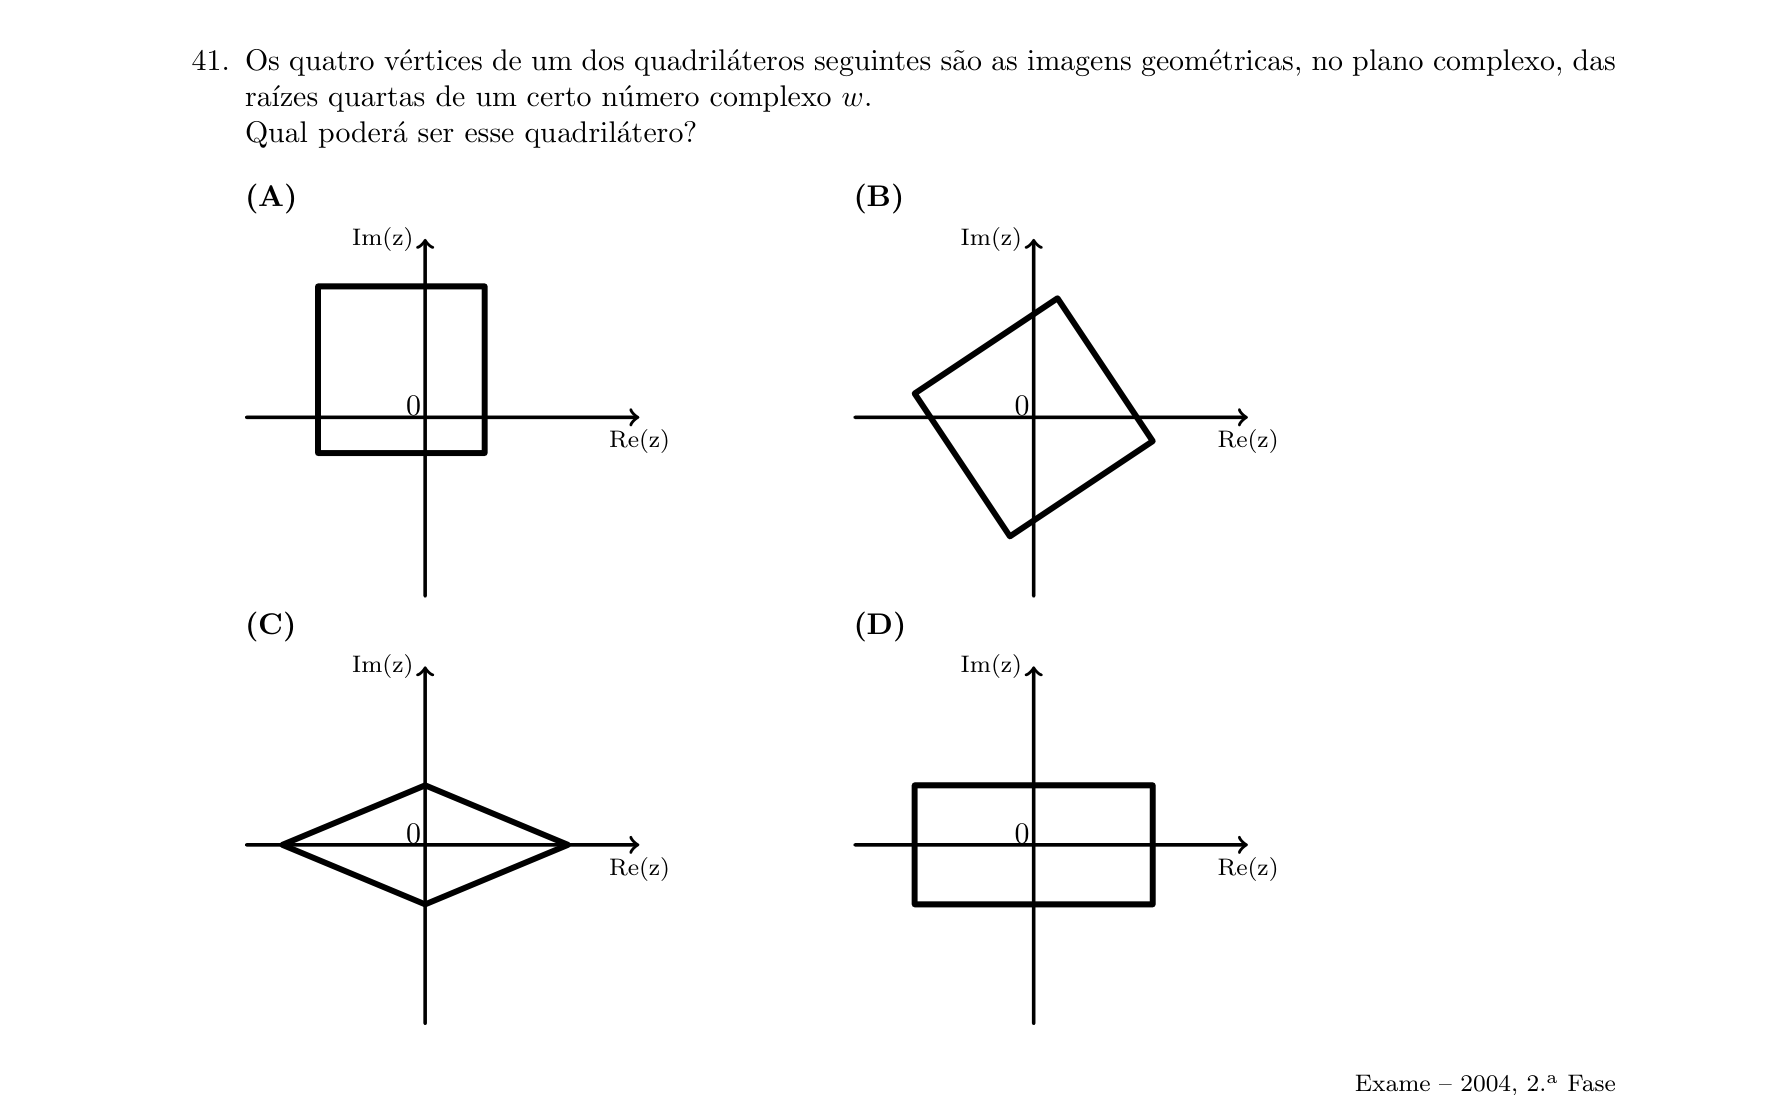 41. Os quatro vértices de um dos quadriláteros seguintes são as imagens geométricas, no plano complexo, das
raízes quartas de um certo número complexo w.
Qual poderá ser esse quadrilátero?
(A)
(B)
Im(z)
Im(z)
0
0
Re(z)
Re(z)
(C)
(D)
Im(z)
Im(z)
0
0
Re(z)
Re(z)
Exame – 2004, 2.ª Fase